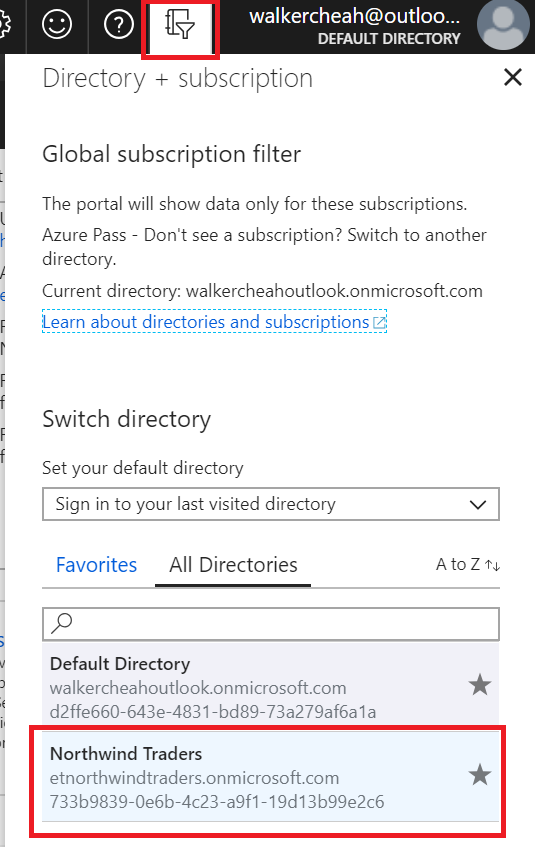 walkercheah@outloo...
DEFAULT DIRECTORY
Directory + subscription
Global subscription filter
The portal will show data only for these subscriptions.
Azure Pass - Don't see a subscription? Switch to another
directory.
Current directory: walkercheahoutlook.onmicrosoft.com
Learn about directories and subscriptions
Switch directory
Set your default directory
Sign in to your last visited directory
Favorites All Directories A to Z
Default Directory
walkercheahoutlook.onmicrosoft.com
d2ffe660-643e-4831-bd89-73a279af6a1a
Northwind Traders
etnorthwindtraders.onmicrosoft.com
733b9839-0e6b-4c23-a9f1-19d13b99e2c6